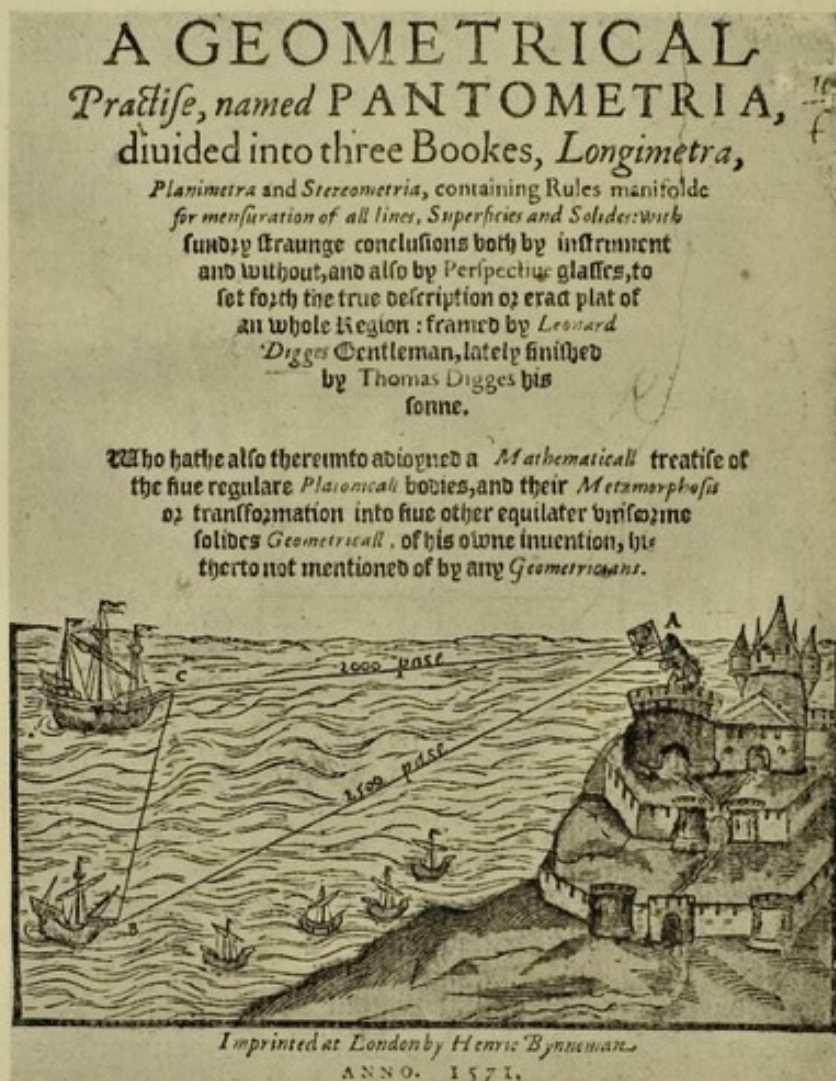 A GEOMETRICAL
Practiſe, named PANTOMETRIA,
diuided into three Bookes, Longimetra,
Planimetra and Stereometria, containing Rules manifolde
for menſuration of all lines, Superficies and Solides: with
ſundry ſtraunge concluſions both by inſtrument
and without, and alſo by Perſpectiue glaſſes, to
ſet forth the true deſcription or exact plat of
an whole Region: framed by Leonard
Digges Gentleman, lately finiſhed
by Thomas Digges his
ſonne.
Who hathe alſo thereunto adioyned a Mathematicall treatiſe of
the fiue regulare Platonicall bodies, and their Metamorphoſis
or tranſformation into fiue other equilater vniforme
ſolides Geometricall, of his owne inuention, hi-
therto not mentioned of by any Geometricians.
A
C
2000 paſe
2500 paſe
B
Imprinted at London by Henrie Bynneman.
ANNO. 1571.